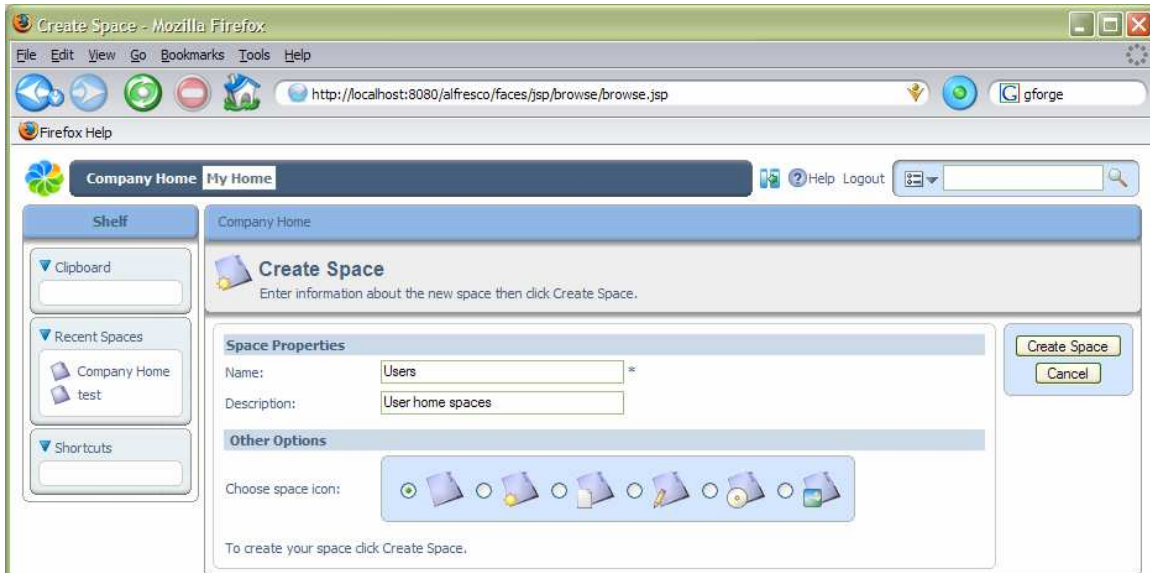 Create Space - Mozilla Firefox
File Edit View Go Bookmarks Tools Help
http://localhost:8080/alfresco/faces/jsp/browse/browse.jsp
G gforge
Firefox Help
Company Home My Home
Help Logout
Shelf
Company Home
Clipboard
Create Space
Enter information about the new space then click Create Space.
Recent Spaces
Company Home
test
Shortcuts
Space Properties
Name: Users *
Description: User home spaces
Other Options
Choose space icon:
To create your space click Create Space.
Create Space
Cancel